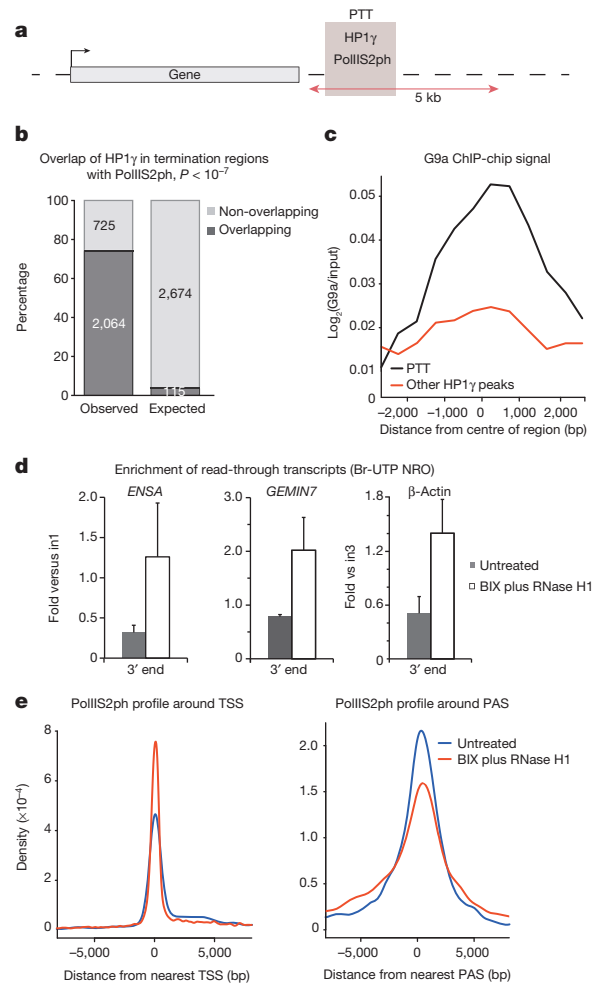 a
PTT
HP1γ
PolIIS2ph
Gene
5 kb
b
Overlap of HP1γ in termination regions
with PolIIS2ph, P < 10⁻⁷
100
80
60
40
20
0
Percentage
725
2,064
2,674
115
Observed
Expected
Non-overlapping
Overlapping
c
G9a ChIP-chip signal
0.05
0.04
0.03
0.02
0.01
0
Log₂(G9a/input)
PTT
Other HP1γ peaks
−2,000 −1,000 0 1,000 2,000
Distance from centre of region (bp)
d
Enrichment of read-through transcripts (Br-UTP NRO)
ENSA
2.0
1.5
1.0
0.5
0
Fold versus in1
3′ end
GEMIN7
3.0
2.0
1.0
0
3′ end
β-Actin
1.8
1.2
0.6
0
Fold vs in3
3′ end
Untreated
BIX plus RNase H1
e
PolIIS2ph profile around TSS
8
6
4
2
0
Density (×10⁻⁴)
−5,000 0 5,000
Distance from nearest TSS (bp)
PolIIS2ph profile around PAS
2.0
1.5
1.0
0.5
0
Untreated
BIX plus RNase H1
−5,000 0 5,000
Distance from nearest PAS (bp)